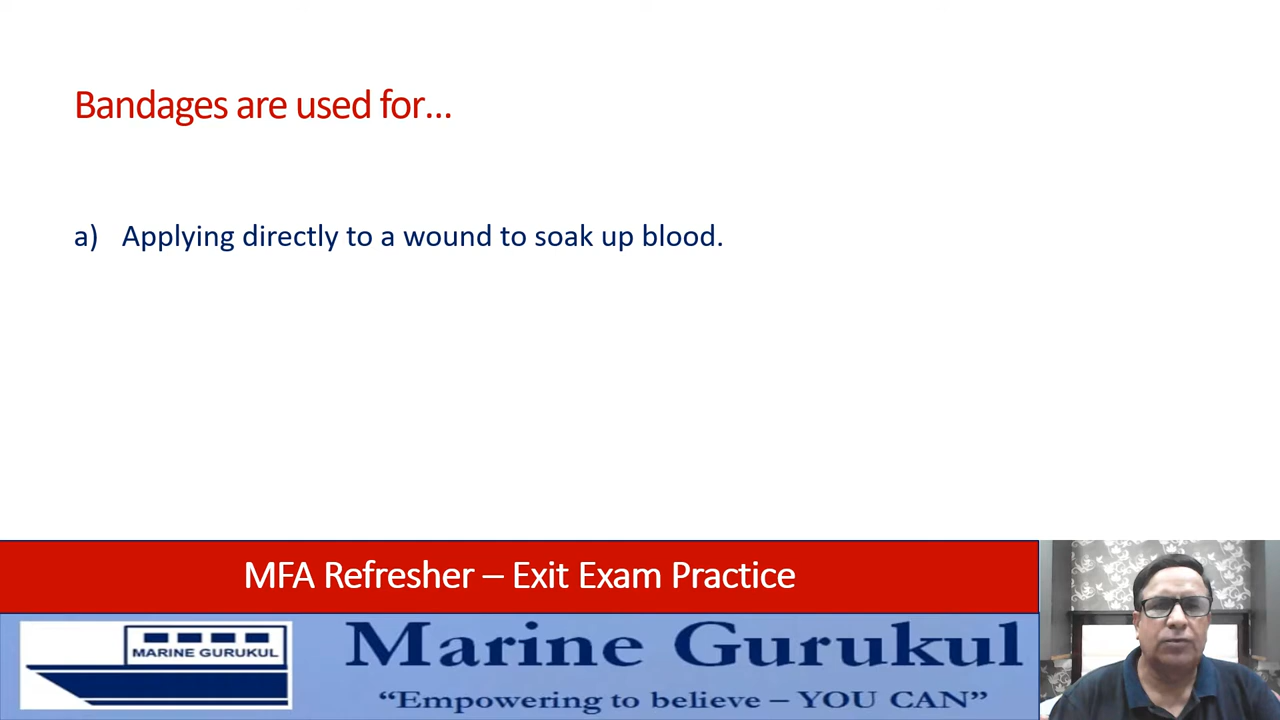 Bandages are used for...
a) Applying directly to a wound to soak up blood.
MFA Refresher – Exit Exam Practice
MARINE GURUKUL
Marine Gurukul
“Empowering to believe – YOU CAN”